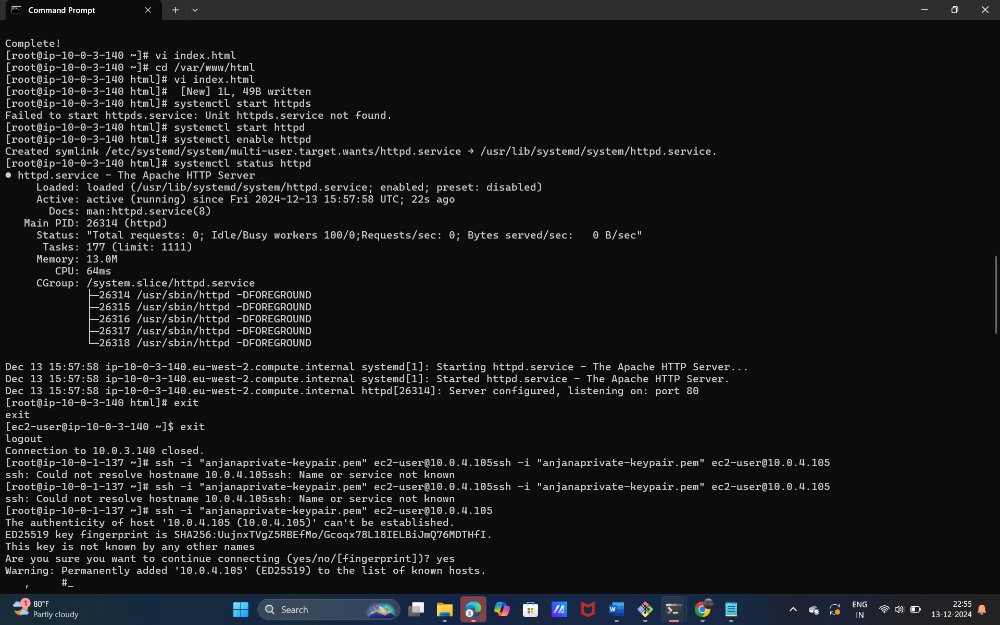 Command Prompt
Complete!
[root@ip-10-0-3-140 ~]# vi index.html
[root@ip-10-0-3-140 ~]# cd /var/www/html
[root@ip-10-0-3-140 html]# vi index.html
[root@ip-10-0-3-140 html]#  [New] 1L, 49B written
[root@ip-10-0-3-140 html]# systemctl start httpds
Failed to start httpds.service: Unit httpds.service not found.
[root@ip-10-0-3-140 html]# systemctl start httpd
[root@ip-10-0-3-140 html]# systemctl enable httpd
Created symlink /etc/systemd/system/multi-user.target.wants/httpd.service → /usr/lib/systemd/system/httpd.service.
[root@ip-10-0-3-140 html]# systemctl status httpd
● httpd.service - The Apache HTTP Server
     Loaded: loaded (/usr/lib/systemd/system/httpd.service; enabled; preset: disabled)
     Active: active (running) since Fri 2024-12-13 15:57:58 UTC; 22s ago
       Docs: man:httpd.service(8)
   Main PID: 26314 (httpd)
     Status: "Total requests: 0; Idle/Busy workers 100/0;Requests/sec: 0; Bytes served/sec:   0 B/sec"
      Tasks: 177 (limit: 1111)
     Memory: 13.0M
        CPU: 64ms
     CGroup: /system.slice/httpd.service
             ├─26314 /usr/sbin/httpd -DFOREGROUND
             ├─26315 /usr/sbin/httpd -DFOREGROUND
             ├─26316 /usr/sbin/httpd -DFOREGROUND
             ├─26317 /usr/sbin/httpd -DFOREGROUND
             └─26318 /usr/sbin/httpd -DFOREGROUND
Dec 13 15:57:58 ip-10-0-3-140.eu-west-2.compute.internal systemd[1]: Starting httpd.service - The Apache HTTP Server...
Dec 13 15:57:58 ip-10-0-3-140.eu-west-2.compute.internal systemd[1]: Started httpd.service - The Apache HTTP Server.
Dec 13 15:57:58 ip-10-0-3-140.eu-west-2.compute.internal httpd[26314]: Server configured, listening on: port 80
[root@ip-10-0-3-140 html]# exit
exit
[ec2-user@ip-10-0-3-140 ~]$ exit
logout
Connection to 10.0.3.140 closed.
[root@ip-10-0-1-137 ~]# ssh -i "anjanaprivate-keypair.pem" ec2-user@10.0.4.105ssh -i "anjanaprivate-keypair.pem" ec2-user@10.0.4.105
ssh: Could not resolve hostname 10.0.4.105ssh: Name or service not known
[root@ip-10-0-1-137 ~]# ssh -i "anjanaprivate-keypair.pem" ec2-user@10.0.4.105ssh -i "anjanaprivate-keypair.pem" ec2-user@10.0.4.105
ssh: Could not resolve hostname 10.0.4.105ssh: Name or service not known
[root@ip-10-0-1-137 ~]# ssh -i "anjanaprivate-keypair.pem" ec2-user@10.0.4.105
The authenticity of host '10.0.4.105 (10.0.4.105)' can't be established.
ED25519 key fingerprint is SHA256:UujnxTVgZ5RBEfMo/Gcoqx78L18IELBiJmQ76MDTHfI.
This key is not known by any other names
Are you sure you want to continue connecting (yes/no/[fingerprint])? yes
Warning: Permanently added '10.0.4.105' (ED25519) to the list of known hosts.
   ,     #_
1
80°F
Partly cloudy
Search
W
ENG
IN
22:55
13-12-2024